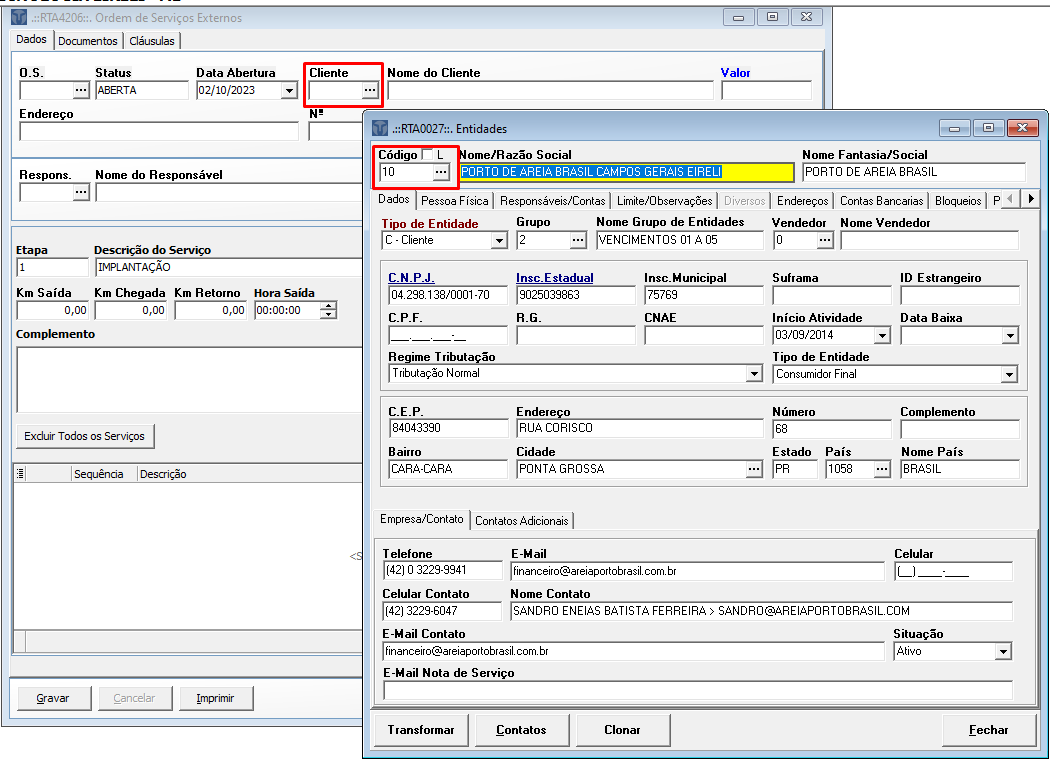 .::RTA4206::. Ordem de Serviços Externos
Dados Documentos Cláusulas
O.S. Status Data Abertura Cliente Nome do Cliente Valor
... ABERTA 02/10/2023 ...
Endereço Nº
Respons. Nome do Responsável
...
Etapa Descrição do Serviço
1 IMPLANTAÇÃO
Km Saída Km Chegada Km Retorno Hora Saída
0,00 0,00 0,00 00:00:00
Complemento
Excluir Todos os Serviços
Sequência Descrição
<S
Gravar Cancelar Imprimir
.::RTA0027::. Entidades
Código L Nome/Razão Social Nome Fantasia/Social
10 ... PORTO DE AREIA BRASIL CAMPOS GERAIS EIRELI PORTO DE AREIA BRASIL
Dados Pessoa Física Responsáveis/Contas Limite/Observações Diversos Endereços Contas Bancarias Bloqueios P
Tipo de Entidade Grupo Nome Grupo de Entidades Vendedor Nome Vendedor
C - Cliente 2 ... VENCIMENTOS 01 A 05 0 ...
C.N.P.J. Insc.Estadual Insc.Municipal Suframa ID Estrangeiro
04.298.138/0001-70 9025039863 75769
C.P.F. R.G. CNAE Início Atividade Data Baixa
___.___.___-__ 03/09/2014
Regime Tributação Tipo de Entidade
Tributação Normal Consumidor Final
C.E.P. Endereço Número Complemento
84043390 RUA CORISCO 68
Bairro Cidade Estado País Nome País
CARA-CARA PONTA GROSSA ... PR 1058 ... BRASIL
Empresa/Contato Contatos Adicionais
Telefone E-Mail Celular
(42) 0 3229-9941 financeiro@areiaportobrasil.com.br (__) ____-____
Celular Contato Nome Contato
(42) 3229-6047 SANDRO ENEIAS BATISTA FERREIRA > SANDRO@AREIAPORTOBRASIL.COM
E-Mail Contato Situação
financeiro@areiaportobrasil.com.br Ativo
E-Mail Nota de Serviço
Transformar Contatos Clonar Fechar